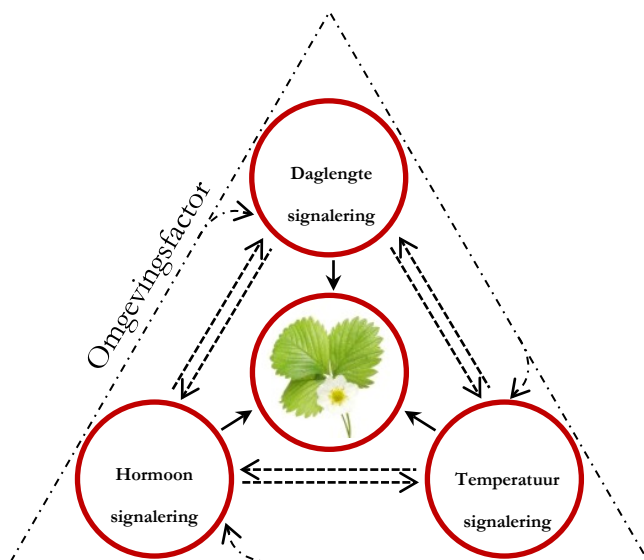 Daglengte
signalering
Omgevingsfactor
Hormoon
signalering
Temperatuur
signalering